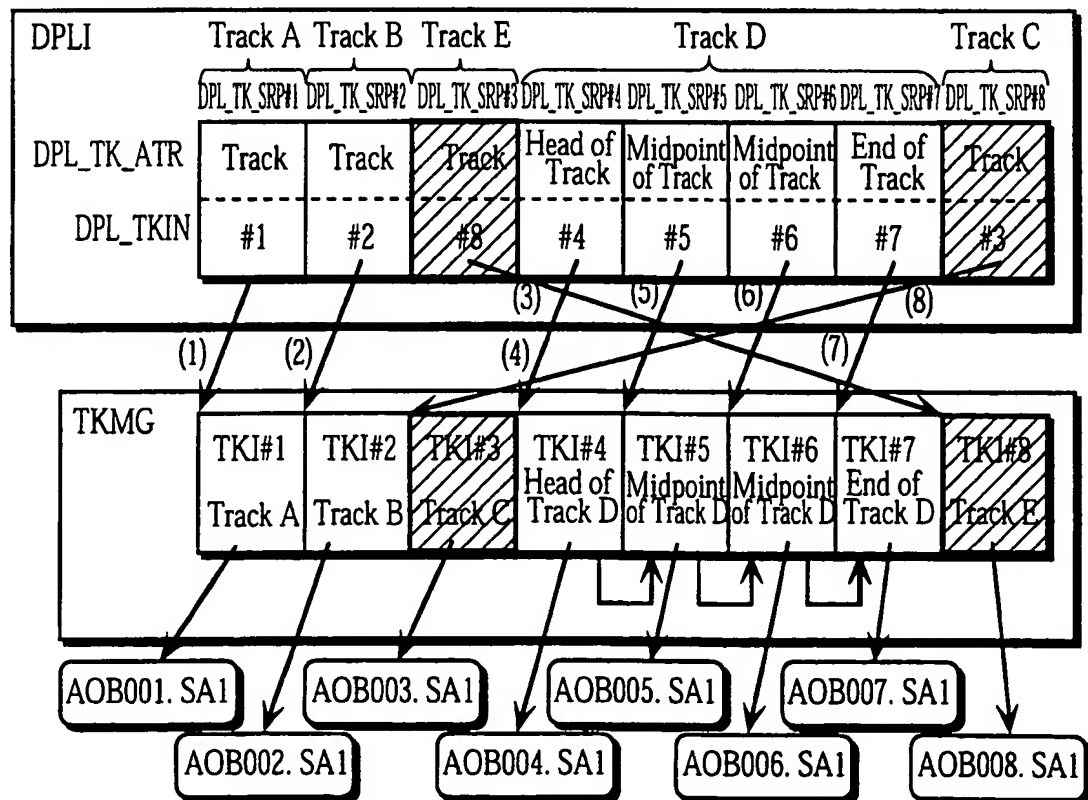 DPLI
Track A Track B Track E Track D Track C
DPL_TK_SRP#1 DPL_TK_SRP#2 DPL_TK_SRP#3 DPL_TK_SRP#4 DPL_TK_SRP#5 DPL_TK_SRP#6 DPL_TK_SRP#7 DPL_TK_SRP#8
DPL_TK_ATR
Track Track Track Head of Track Midpoint of Track Midpoint of Track End of Track Track
DPL_TKIN
#1 #2 #8 #4 #5 #6 #7 #3
(3) (5) (6) (8)
(1) (2) (4) (7)
TKMG
TKI#1 TKI#2 TKI#3 TKI#4 TKI#5 TKI#6 TKI#7 TKI#8
Track A Track B Track C Head of Track D Midpoint of Track D Midpoint of Track D End of Track D Track E
AOB001. SA1 AOB003. SA1 AOB005. SA1 AOB007. SA1
AOB002. SA1 AOB004. SA1 AOB006. SA1 AOB008. SA1